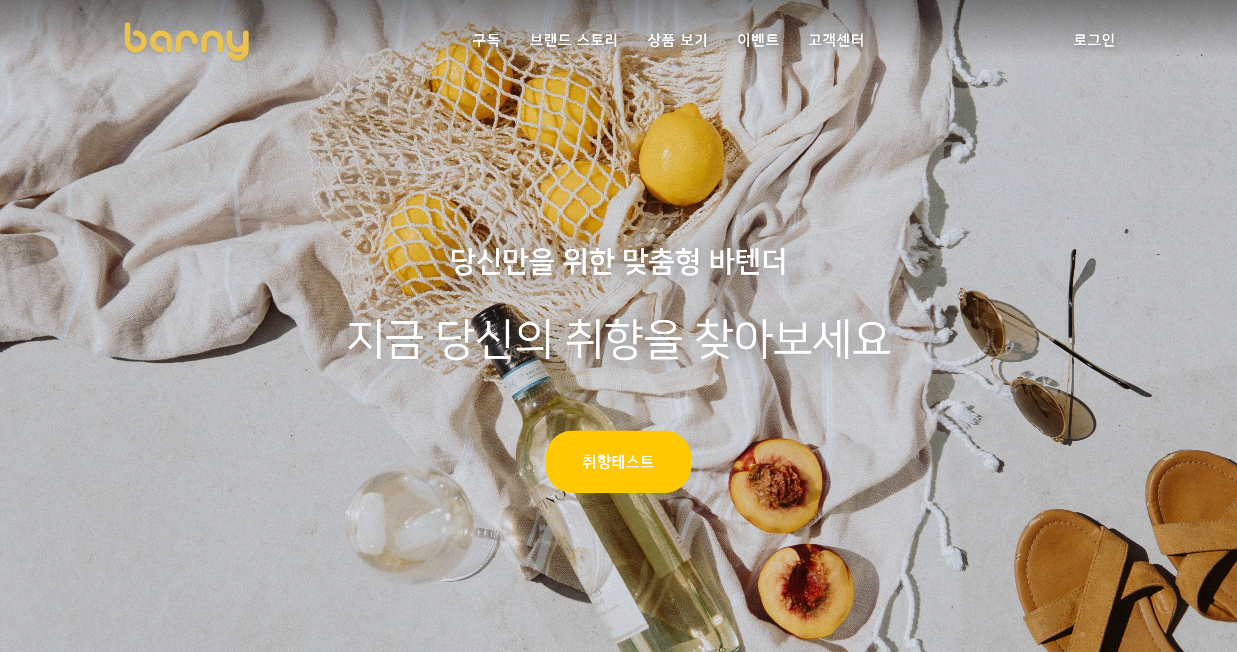 barny
구독 브랜드 스토리 상품 보기 이벤트 고객센터 로그인
당신만을 위한 맞춤형 바텐더
지금 당신의 취향을 찾아보세요
취향테스트